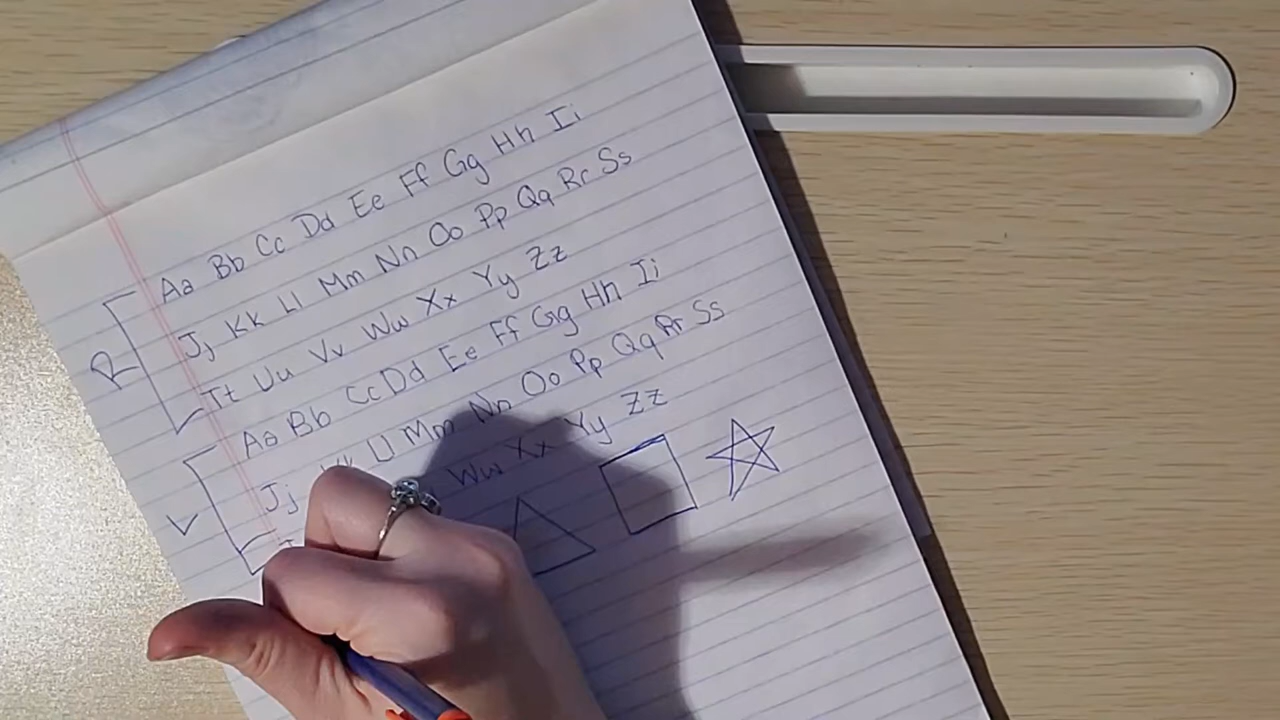 Aa Bb Cc Dd Ee Ff Gg Hh Ii
Jj Kk Ll Mm Nn Oo Pp Qq Rr Ss
R
Tt Uu Vv Ww Xx Yy Zz
Aa Bb Cc Dd Ee Ff Gg Hh Ii
Jj Kk Ll Mm Nn Oo Pp Qq Rr Ss
V
Ww Xx Yy Zz